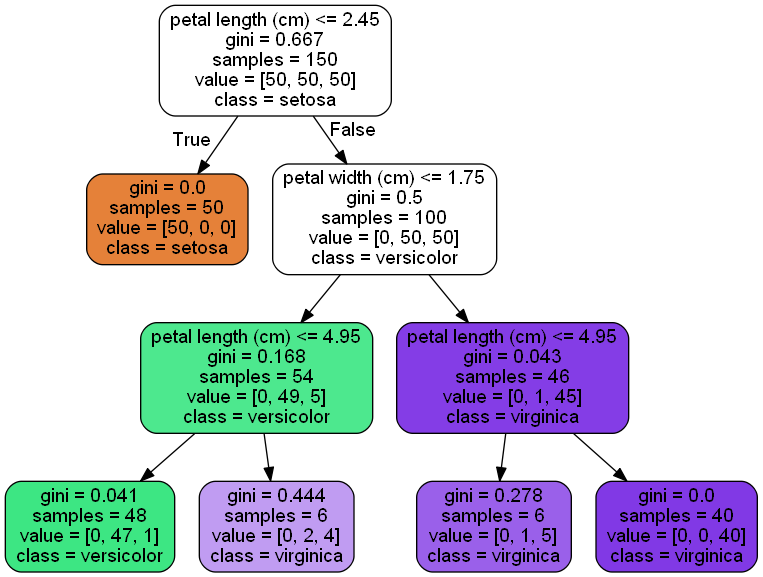 petal length (cm) <= 2.45
gini = 0.667
samples = 150
value = [50, 50, 50]
class = setosa
True
False
gini = 0.0
samples = 50
value = [50, 0, 0]
class = setosa
petal width (cm) <= 1.75
gini = 0.5
samples = 100
value = [0, 50, 50]
class = versicolor
petal length (cm) <= 4.95
gini = 0.168
samples = 54
value = [0, 49, 5]
class = versicolor
petal length (cm) <= 4.95
gini = 0.043
samples = 46
value = [0, 1, 45]
class = virginica
gini = 0.041
samples = 48
value = [0, 47, 1]
class = versicolor
gini = 0.444
samples = 6
value = [0, 2, 4]
class = virginica
gini = 0.278
samples = 6
value = [0, 1, 5]
class = virginica
gini = 0.0
samples = 40
value = [0, 0, 40]
class = virginica